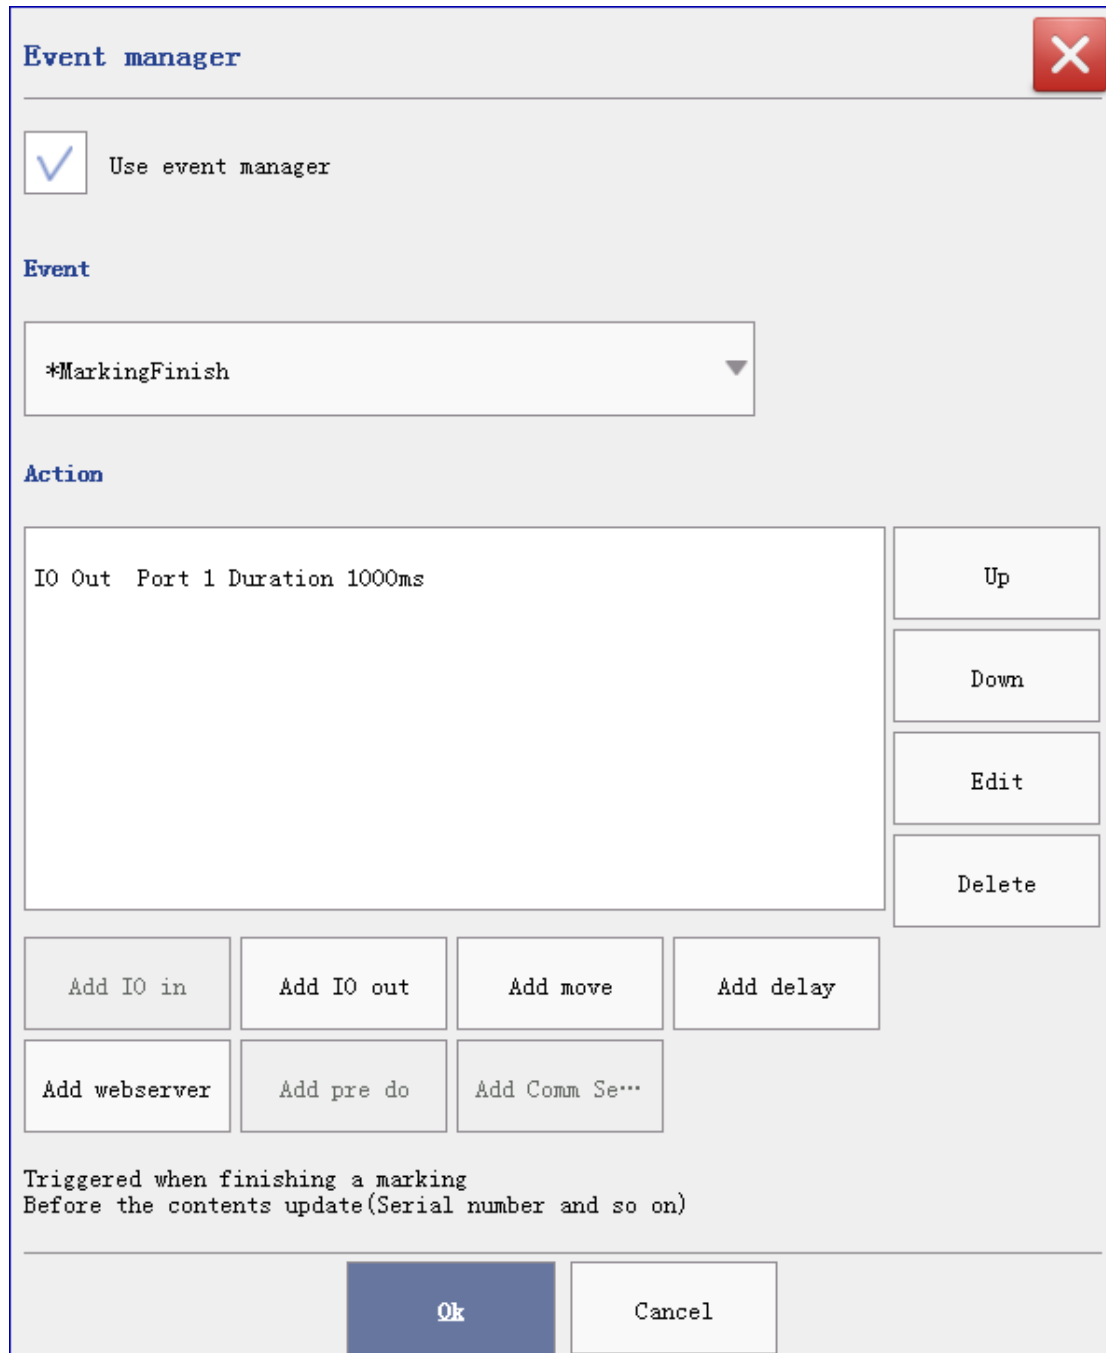 Event manager
Use event manager
Event
*MarkingFinish
Action
IO Out  Port 1 Duration 1000ms
Up
Down
Edit
Delete
Add IO in
Add IO out
Add move
Add delay
Add webserver
Add pre do
Add Comm Se…
Triggered when finishing a marking
Before the contents update(Serial number and so on)
Ok
Cancel